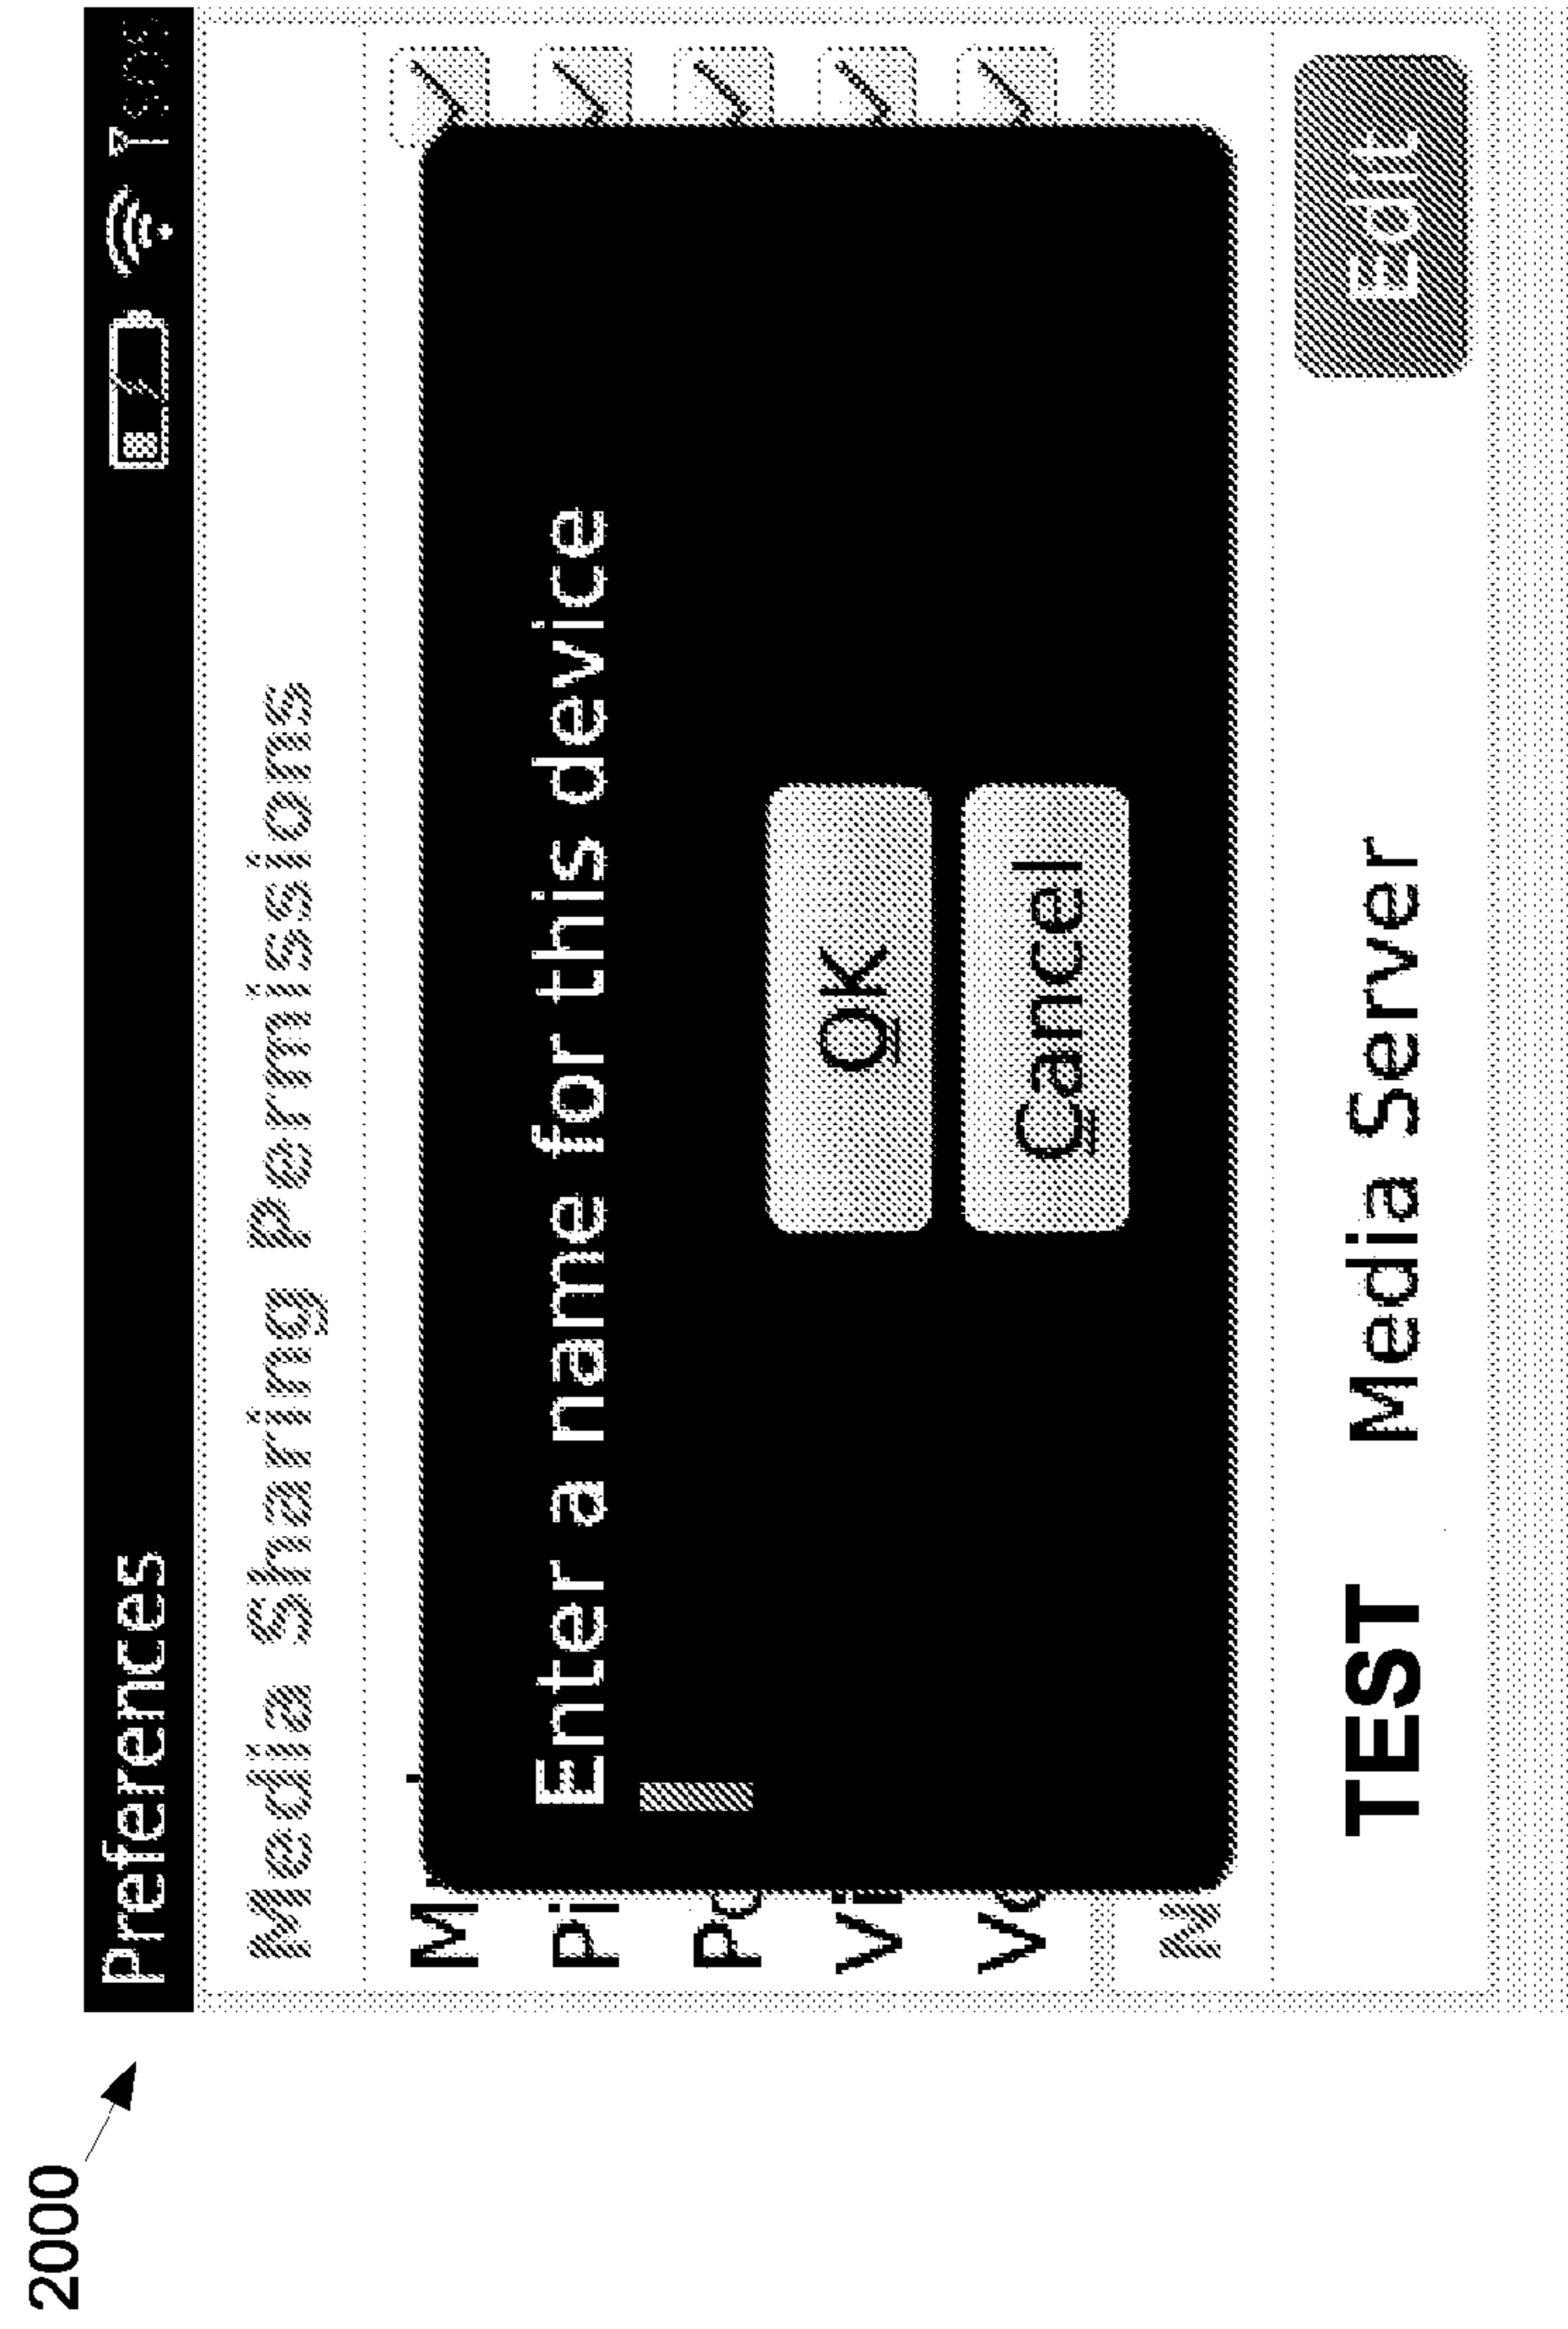 2000
Preferences
Media Sharing Permissions
Enter a name for this device
OK
Cancel
TEST Media Server Edit